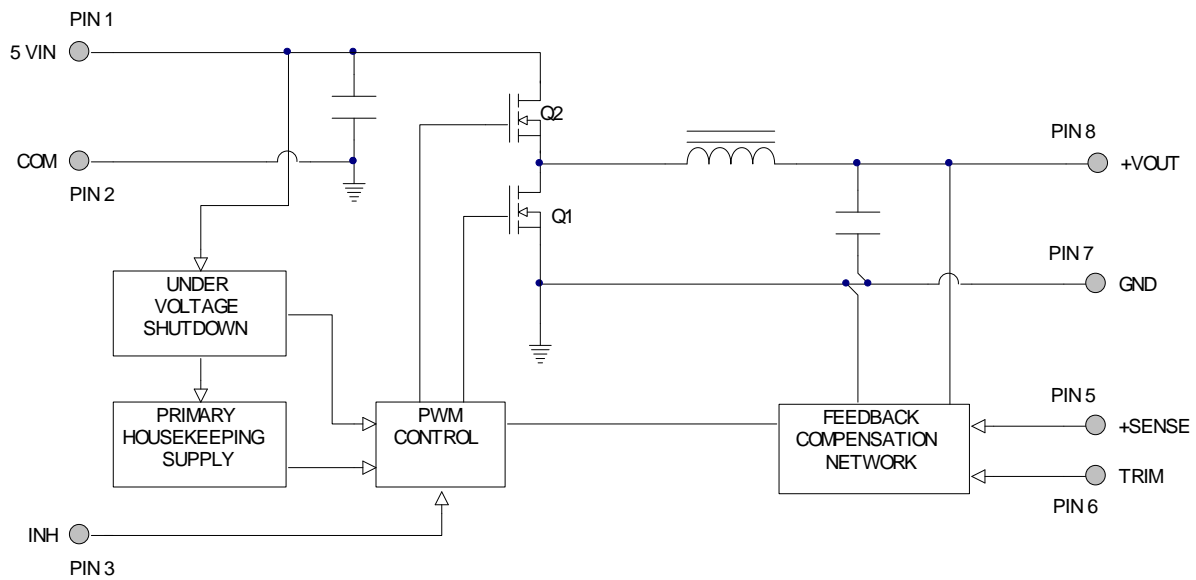 PIN 1
5 VIN
Q2
PIN 8
COM
+VOUT
PIN 2
Q1
PIN 7
UNDER
VOLTAGE
SHUTDOWN
GND
PIN 5
PRIMARY
HOUSEKEEPING
SUPPLY
PWM
CONTROL
FEEDBACK
COMPENSATION
NETWORK
+SENSE
TRIM
PIN 6
INH
PIN 3